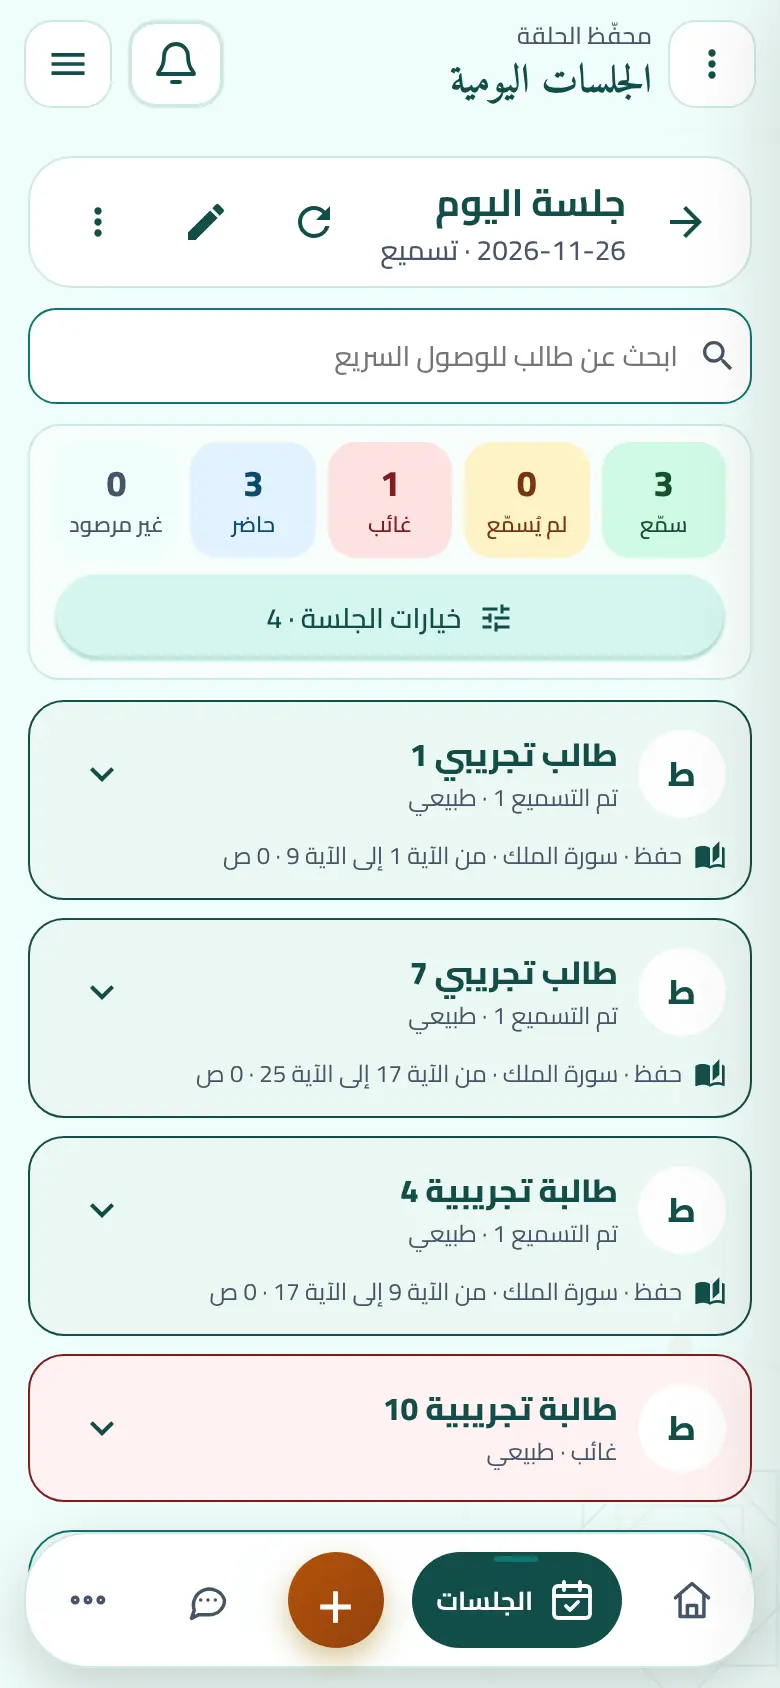 محفّظ الحلقة
الجلسات اليومية
جلسة اليوم
2026-11-26 · تسميع
ابحث عن طالب للوصول السريع
3
سمّع
0
لم يُسمّع
1
غائب
3
حاضر
0
غير مرصود
خيارات الجلسة · 4
ط
طالب تجريبي 1
تم التسميع 1 · طبيعي
حفظ · سورة الملك · من الآية 1 إلى الآية 9 · 0 ص
ط
طالب تجريبي 7
تم التسميع 1 · طبيعي
حفظ · سورة الملك · من الآية 17 إلى الآية 25 · 0 ص
ط
طالبة تجريبية 4
تم التسميع 1 · طبيعي
حفظ · سورة الملك · من الآية 9 إلى الآية 17 · 0 ص
ط
طالبة تجريبية 10
غائب · طبيعي
الجلسات